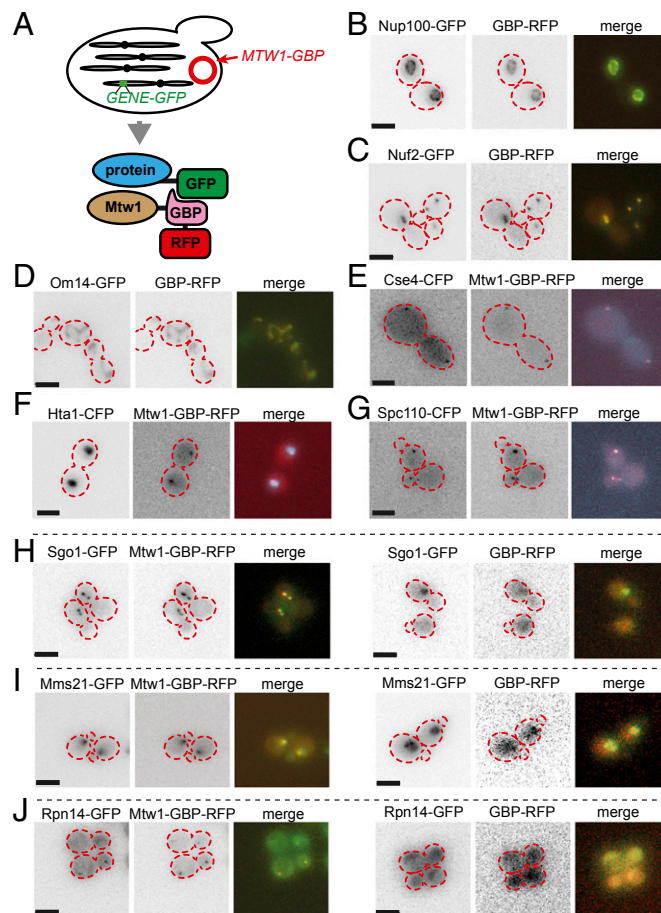 A
MTW1-GBP
GENE-GFP
protein
GFP
Mtw1
GBP
RFP
B Nup100-GFP GBP-RFP merge
C Nuf2-GFP GBP-RFP merge
D Om14-GFP GBP-RFP merge
E Cse4-CFP Mtw1-GBP-RFP merge
F Hta1-CFP Mtw1-GBP-RFP merge
G Spc110-CFP Mtw1-GBP-RFP merge
H Sgo1-GFP Mtw1-GBP-RFP merge Sgo1-GFP GBP-RFP merge
I Mms21-GFP Mtw1-GBP-RFP merge Mms21-GFP GBP-RFP merge
J Rpn14-GFP Mtw1-GBP-RFP merge Rpn14-GFP GBP-RFP merge